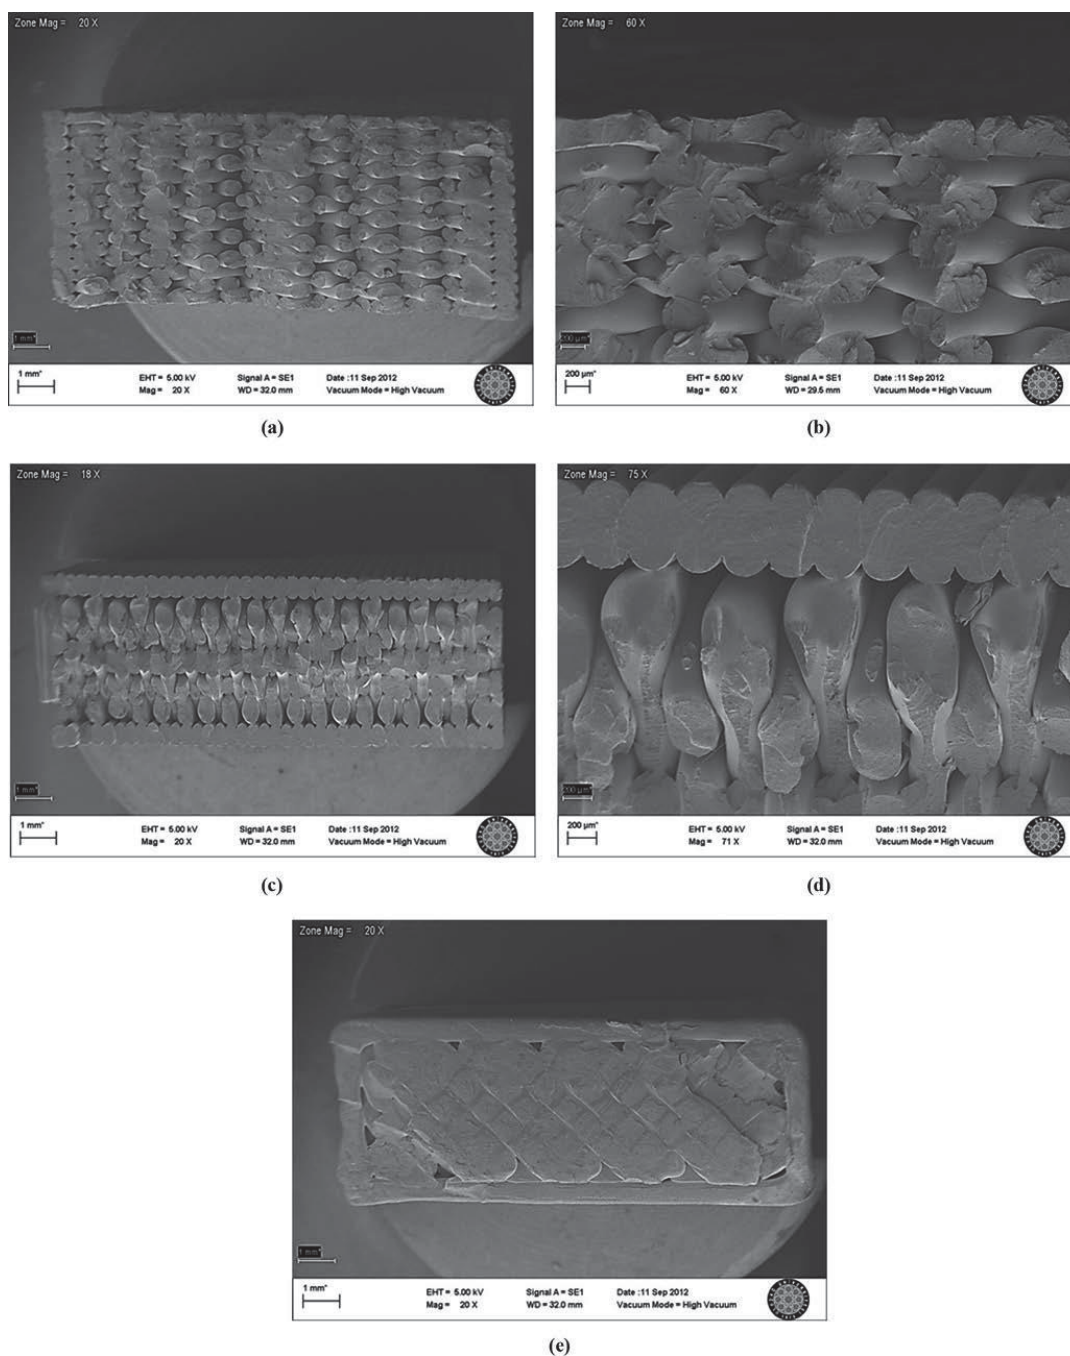 Zone Mag = 20 X
1 mm*
1 mm*
EHT = 5.00 kV Signal A = SE1 Date :11 Sep 2012
Mag = 20 X WD = 32.0 mm Vacuum Mode = High Vacuum
(a)
Zone Mag = 60 X
200 µm*
200 µm*
EHT = 5.00 kV Signal A = SE1 Date :11 Sep 2012
Mag = 60 X WD = 29.5 mm Vacuum Mode = High Vacuum
(b)
Zone Mag = 18 X
1 mm*
1 mm*
EHT = 5.00 kV Signal A = SE1 Date :11 Sep 2012
Mag = 20 X WD = 32.0 mm Vacuum Mode = High Vacuum
(c)
Zone Mag = 75 X
200 µm*
200 µm*
EHT = 5.00 kV Signal A = SE1 Date :11 Sep 2012
Mag = 71 X WD = 32.0 mm Vacuum Mode = High Vacuum
(d)
Zone Mag = 20 X
1 mm*
1 mm*
EHT = 5.00 kV Signal A = SE1 Date :11 Sep 2012
Mag = 20 X WD = 32.0 mm Vacuum Mode = High Vacuum
(e)